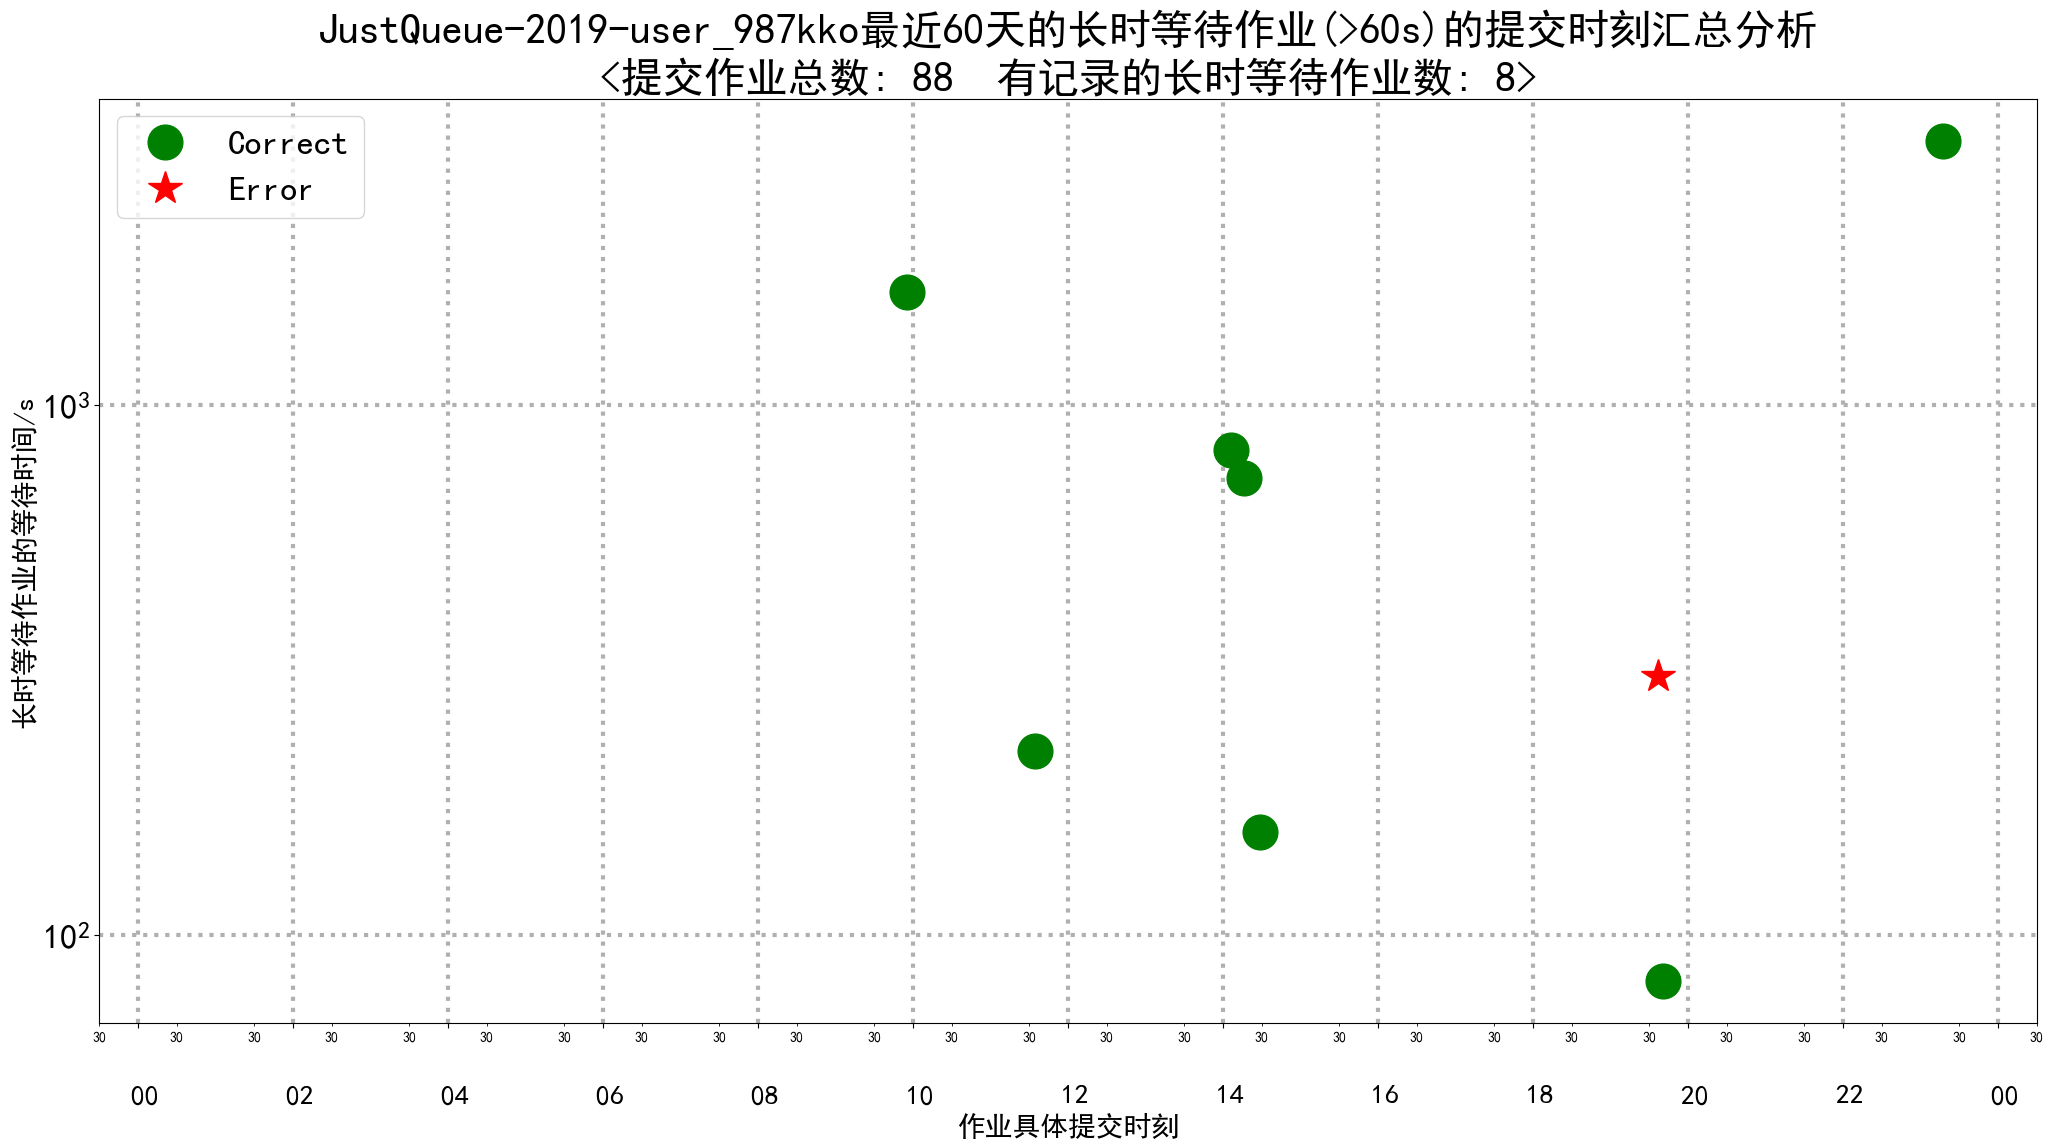 JustQueue-2019-user_987kko最近60天的长时等待作业(>60s)的提交时刻汇总分析
<提交作业总数: 88  有记录的长时等待作业数: 8>
Correct
Error
长时等待作业的等待时间/s
10³
10²
30 30 30 30 30 30 30 30 30 30 30 30 30 30 30 30 30 30 30 30 30 30 30 30 30 30
00 02 04 06 08 10 12 14 16 18 20 22 00
作业具体提交时刻